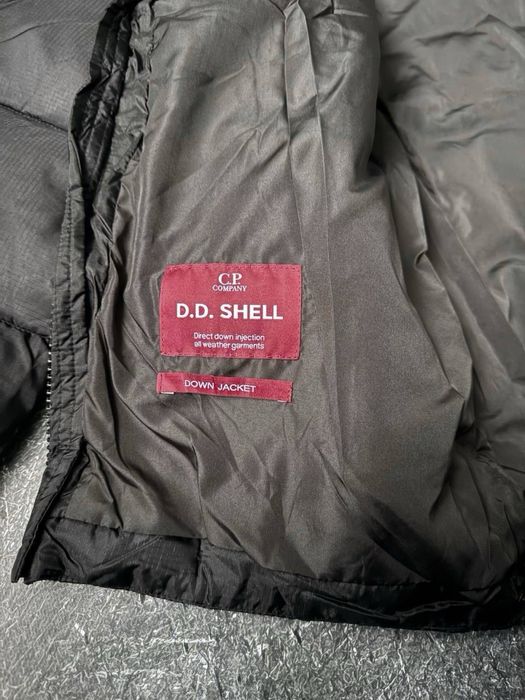 C.P.
COMPANY
D.D. SHELL
Direct down injection
all weather garments
DOWN JACKET